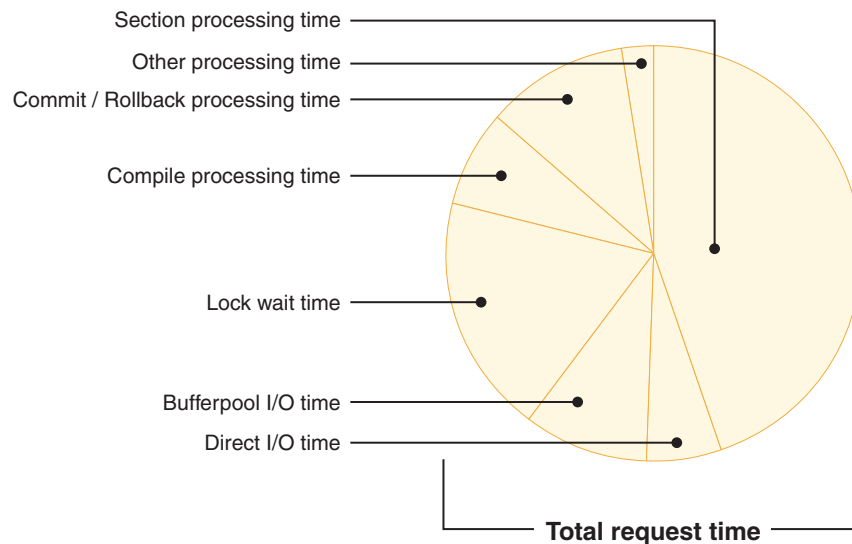 Section processing time
Other processing time
Commit / Rollback processing time
Compile processing time
Lock wait time
Bufferpool I/O time
Direct I/O time
Total request time